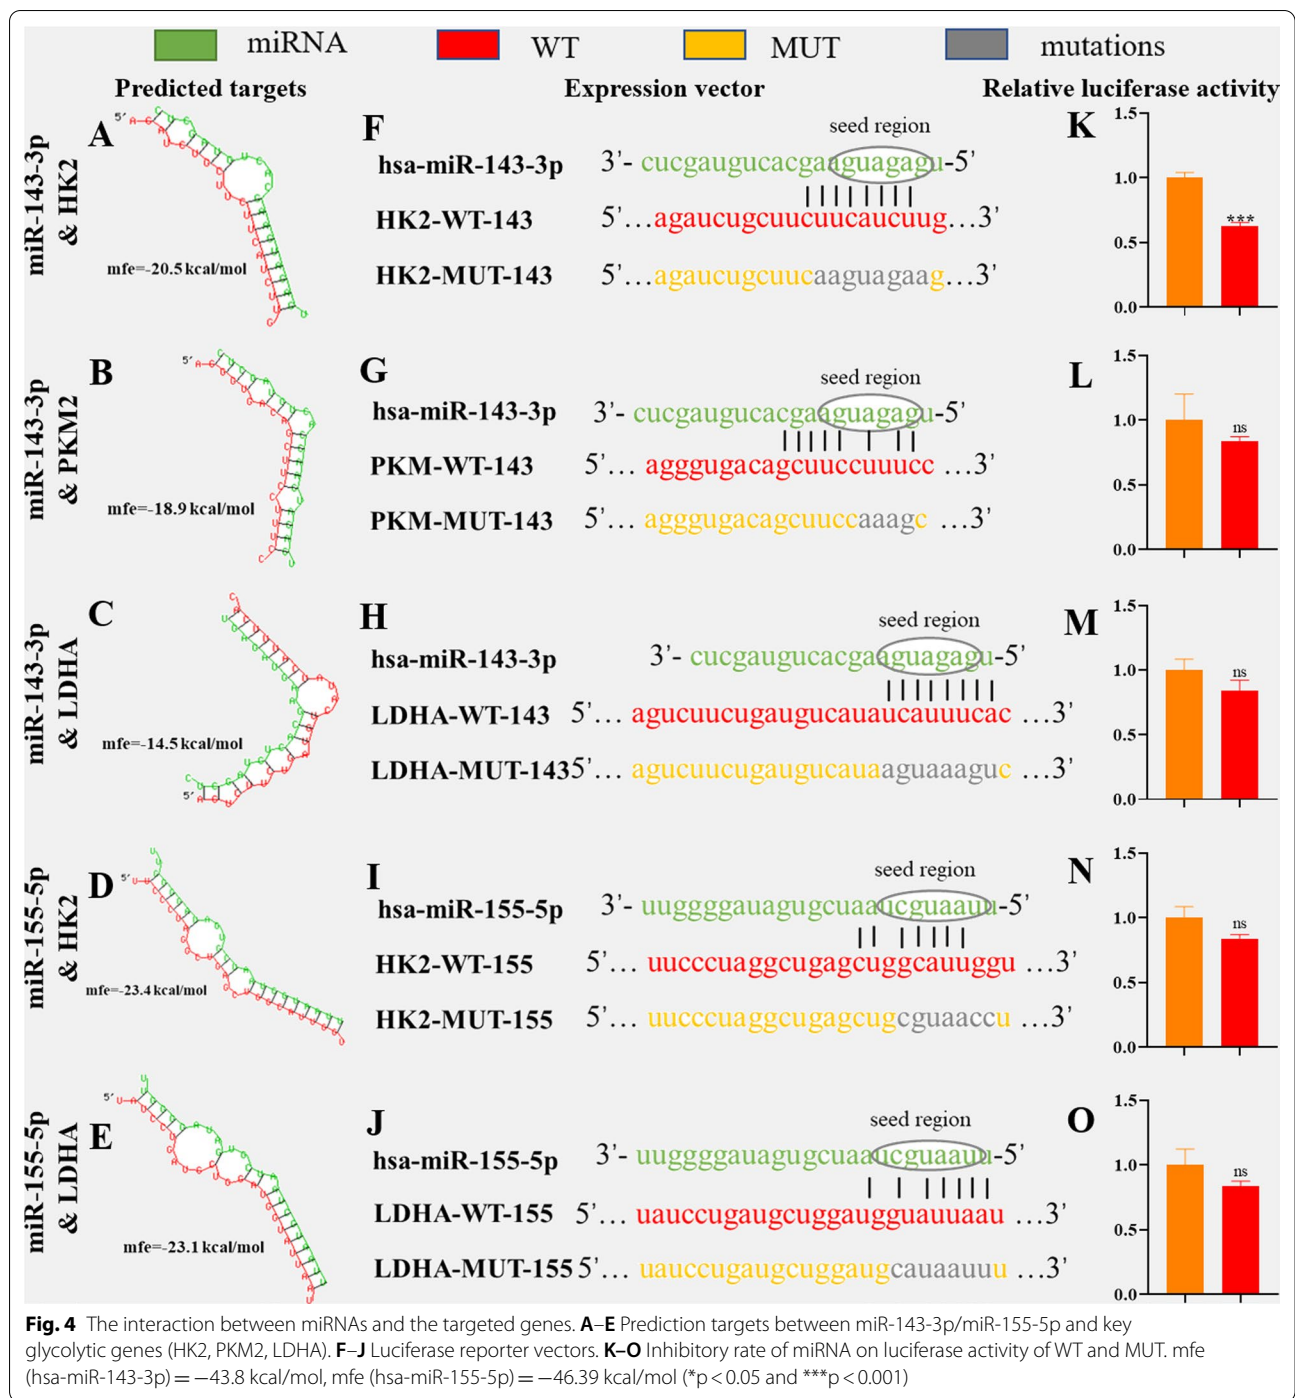 miRNA WT MUT mutations
Predicted targets Expression vector Relative luciferase activity
miR-143-3p & HK2
A
5'
mfe=-20.5 kcal/mol
F
seed region
hsa-miR-143-3p 3'- cucgaugucacgaaguagagu-5'
HK2-WT-143 5'…agaucugcuucuucaucuug…3'
HK2-MUT-143 5'…agaucugcuucaaguagaag…3'
K
1.5
1.0
0.5
0.0
***
miR-143-3p & PKM2
B
5'
mfe=-18.9 kcal/mol
G
seed region
hsa-miR-143-3p 3'- cucgaugucacgaaguagagu-5'
PKM-WT-143 5'… agggugacagcuuccuuucc …3'
PKM-MUT-143 5'… agggugacagcuuccaaagc …3'
L
1.5
1.0
0.5
0.0
ns
miR-143-3p & LDHA
C
5'
mfe=-14.5 kcal/mol
H
seed region
hsa-miR-143-3p 3'- cucgaugucacgaaguagagu-5'
LDHA-WT-143 5'… agucuucugaugucauaucauuucac …3'
LDHA-MUT-143 5'… agucuucugaugucauaaguaaaguc …3'
M
1.5
1.0
0.5
0.0
ns
miR-155-5p & HK2
D
5'
mfe=-23.4 kcal/mol
I
seed region
hsa-miR-155-5p 3'- uuggggauagugcuaaucguaauu-5'
HK2-WT-155 5'… uucccuaggcugagcuggcauuggu …3'
HK2-MUT-155 5'… uucccuaggcugagcugcguaaccu …3'
N
1.5
1.0
0.5
0.0
ns
miR-155-5p & LDHA
E
5'
mfe=-23.1 kcal/mol
J
seed region
hsa-miR-155-5p 3'- uuggggauagugcuaaucguaauu-5'
LDHA-WT-155 5'… uauccugaugcuggaugguauuaau …3'
LDHA-MUT-155 5'… uauccugaugcuggaugcauaauuu …3'
O
1.5
1.0
0.5
0.0
ns
Fig. 4 The interaction between miRNAs and the targeted genes. A–E Prediction targets between miR-143-3p/miR-155-5p and key
glycolytic genes (HK2, PKM2, LDHA). F–J Luciferase reporter vectors. K–O Inhibitory rate of miRNA on luciferase activity of WT and MUT. mfe
(hsa-miR-143-3p) = −43.8 kcal/mol, mfe (hsa-miR-155-5p) = −46.39 kcal/mol (*p < 0.05 and ***p < 0.001)